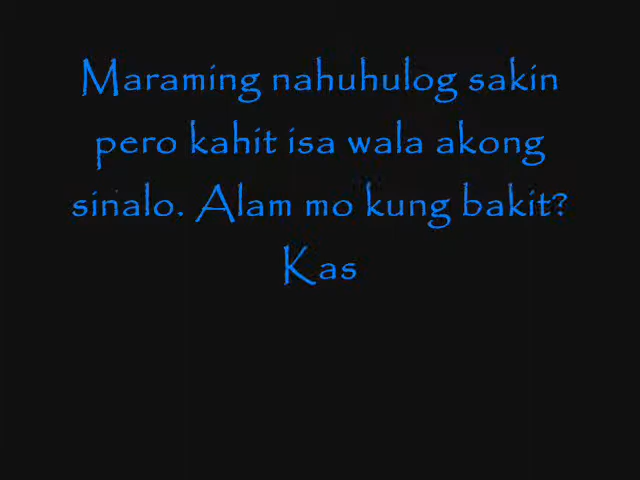 Maraming nahuhulog sakin
pero kahit isa wala akong
sinalo. Alam mo kung bakit?
Kas